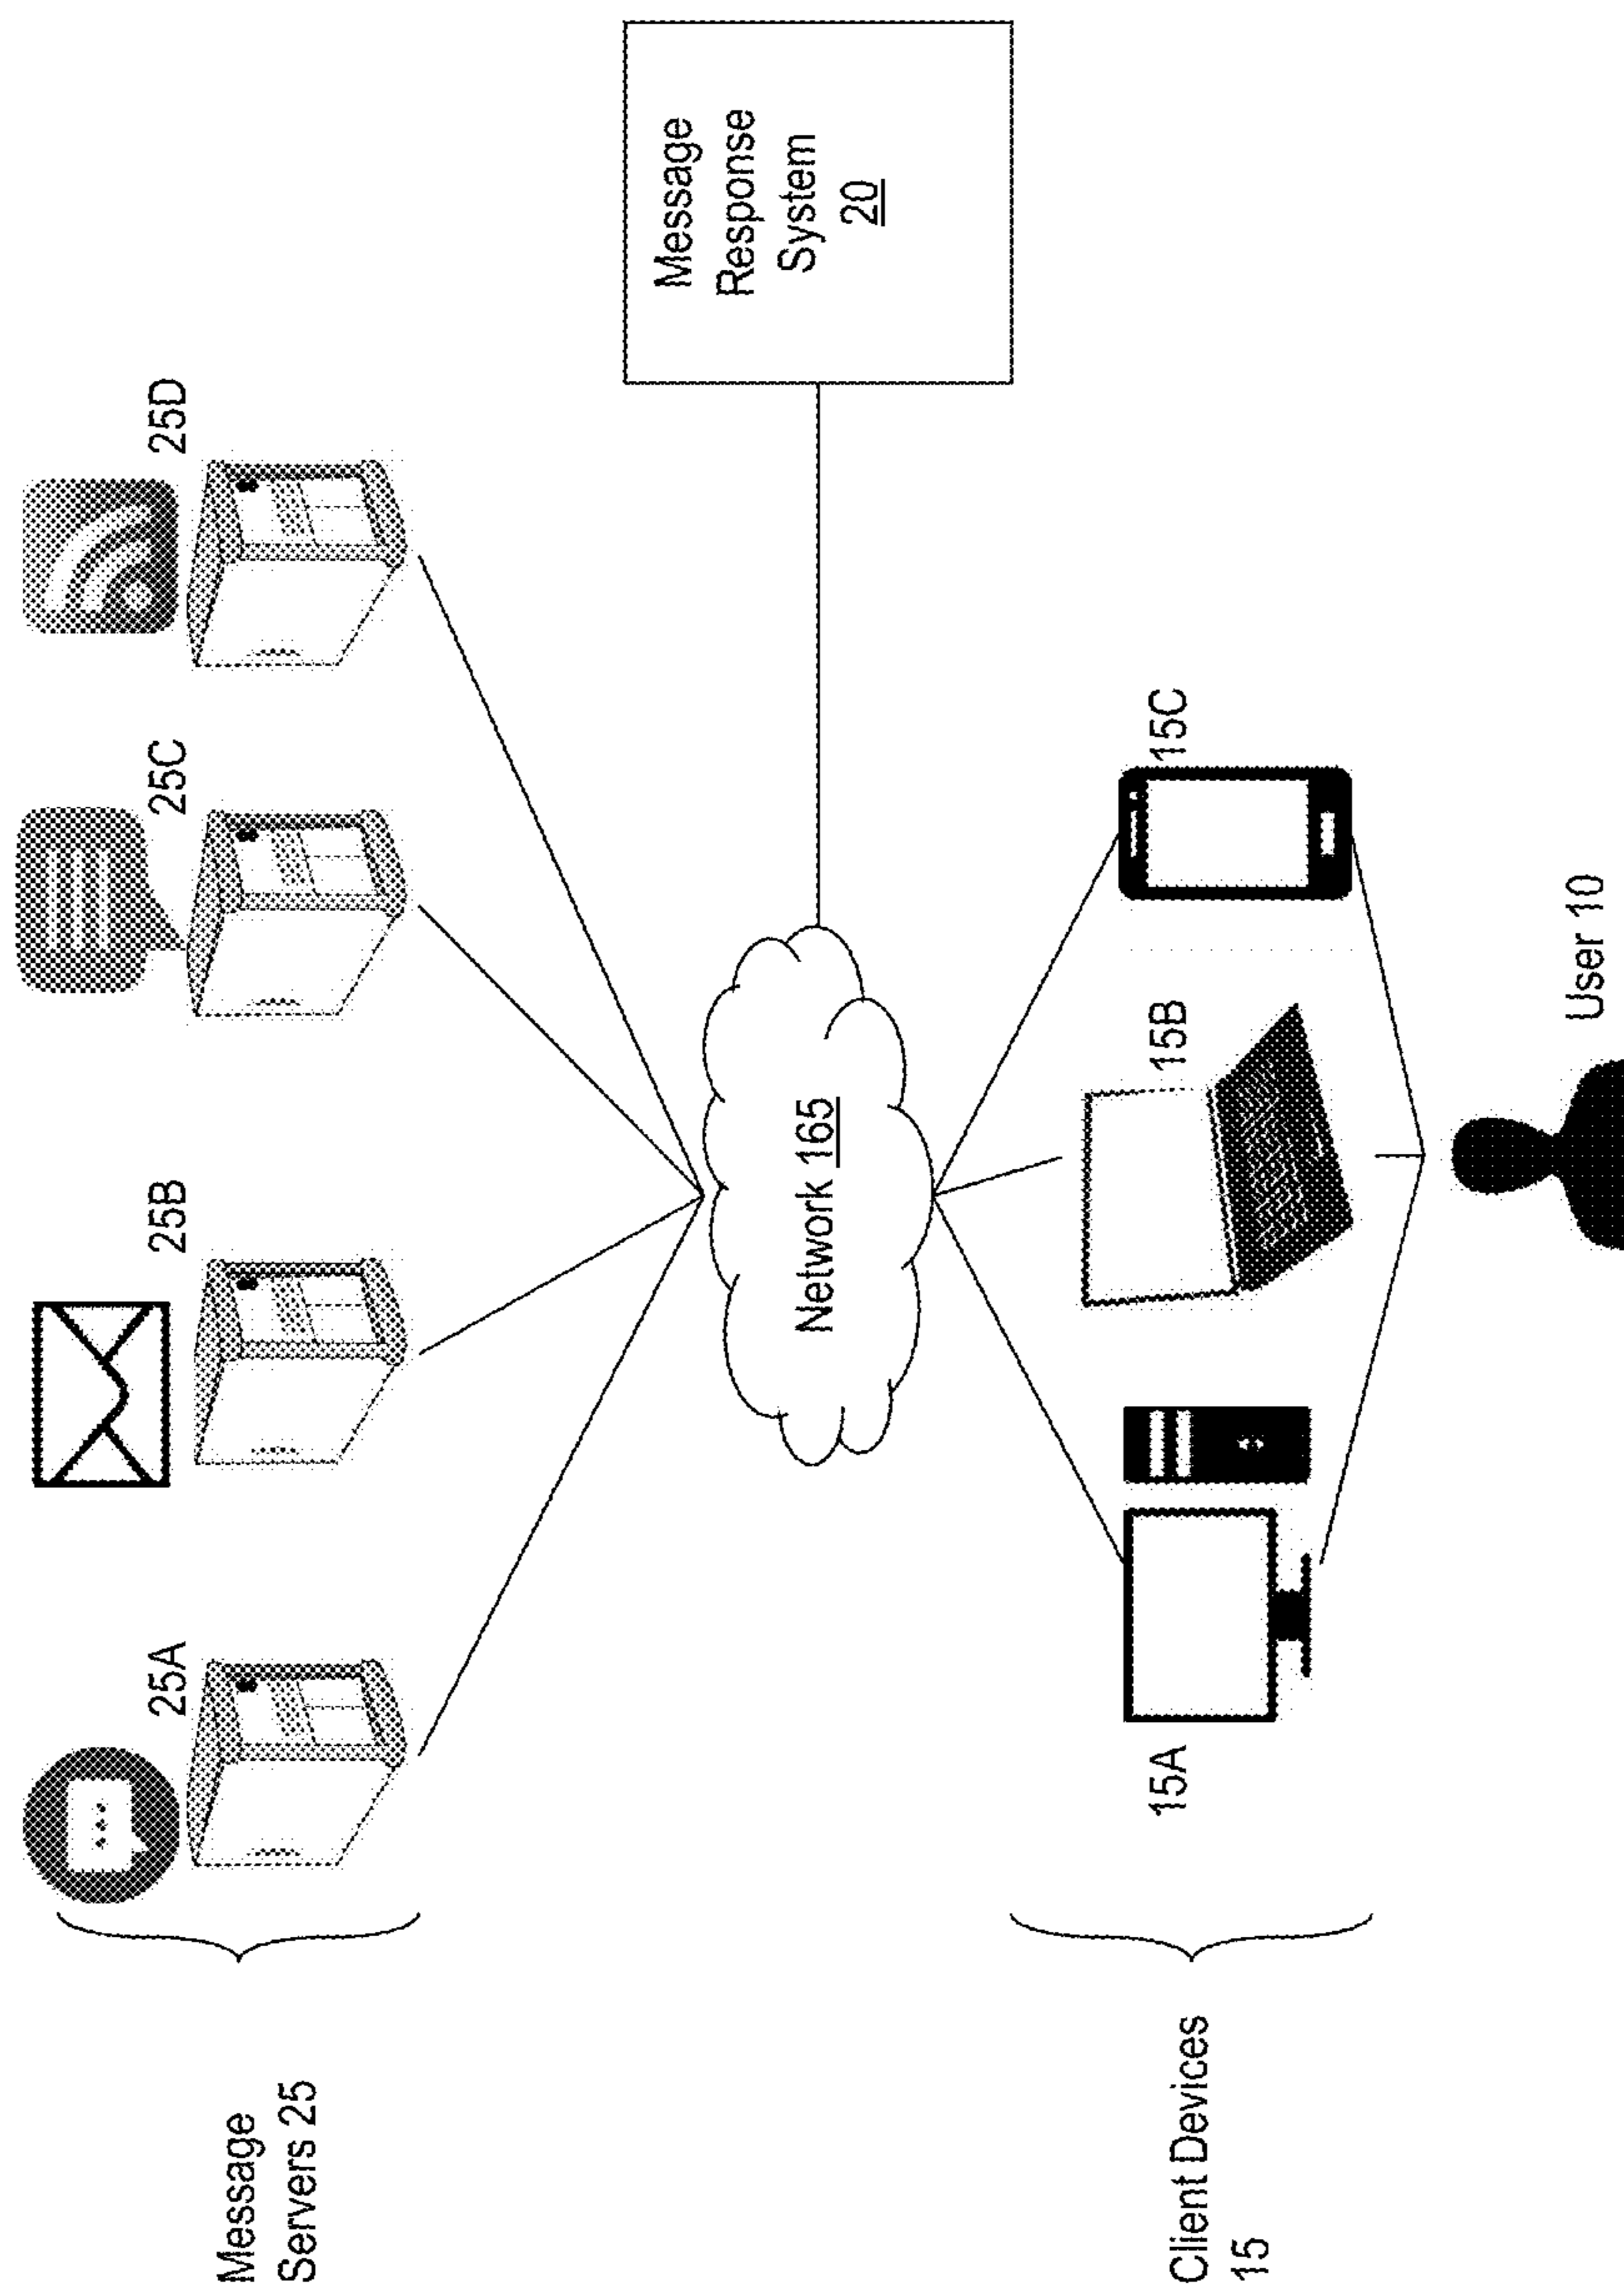 25A
25B
25C
25D
Message
Servers 25
Message
Response
System
20
Network 165
15A
15B
15C
Client Devices
15
User 10